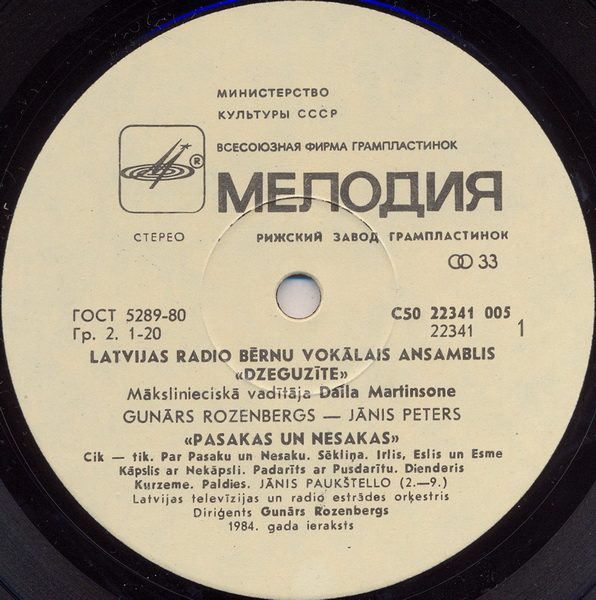 МИНИСТЕРСТВО
КУЛЬТУРЫ СССР
ВСЕСОЮЗНАЯ ФИРМА ГРАМПЛАСТИНОК
®
МЕЛОДИЯ
СТЕРЕО
РИЖСКИЙ ЗАВОД ГРАМПЛАСТИНОК
33
ГОСТ 5289-80
Гр. 2. 1-20
C50 22341 005
22341
1
LATVIJAS RADIO BĒRNU VOKĀLAIS ANSAMBLIS
«DZEGUZĪTE»
Mākslinieciskā vadītāja Daila Martinsone
GUNĀRS ROZENBERGS — JĀNIS PETERS
«PASAKAS UN NESAKAS»
Cik — tik. Par Pasaku un Nesaku. Sēkliņa. Irlis, Eslis un Esme
Kāpslis ar Nekāpsli. Padarīts ar Pusdarītu. Dienderis
Kurzeme. Paldies. JĀNIS PAUKŠTELLO (2.—9.)
Latvijas televīzijas un radio estrādes orķestris
Diriģents Gunārs Rozenbergs
1984. gada ieraksts